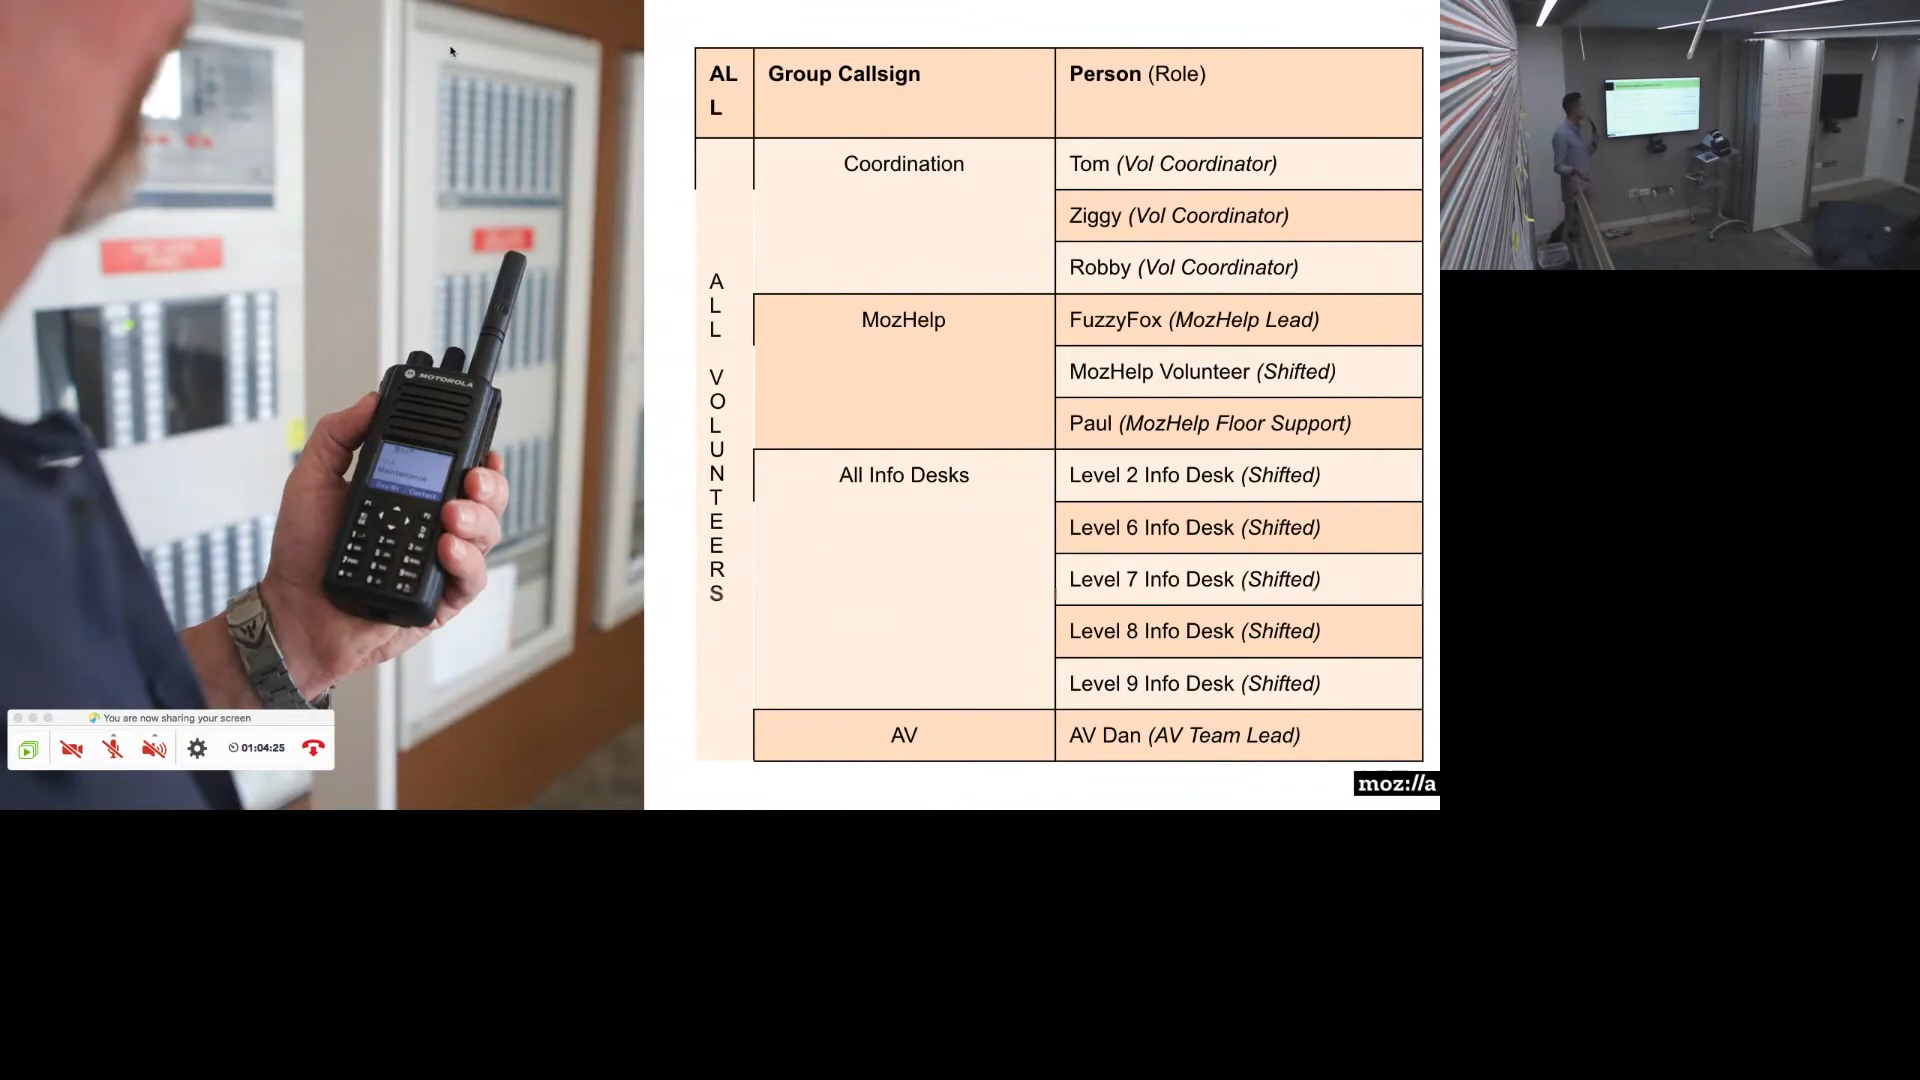 AL
L
Group Callsign
Person (Role)
ALL VOLUNTEERS
Coordination
Tom (Vol Coordinator)
Ziggy (Vol Coordinator)
Robby (Vol Coordinator)
MozHelp
FuzzyFox (MozHelp Lead)
MozHelp Volunteer (Shifted)
Paul (MozHelp Floor Support)
All Info Desks
Level 2 Info Desk (Shifted)
Level 6 Info Desk (Shifted)
Level 7 Info Desk (Shifted)
Level 8 Info Desk (Shifted)
Level 9 Info Desk (Shifted)
AV
AV Dan (AV Team Lead)
moz://a
MOTOROLA
Maintenance
You are now sharing your screen
01:04:25